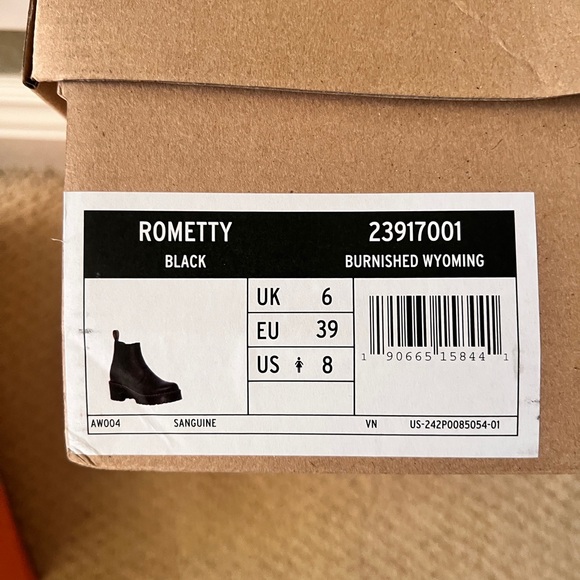 ROMETTY 23917001
BLACK BURNISHED WYOMING
UK 6
EU 39
US 8
1 90665 15844 1
AW004 SANGUINE VN US-242P0085054-01